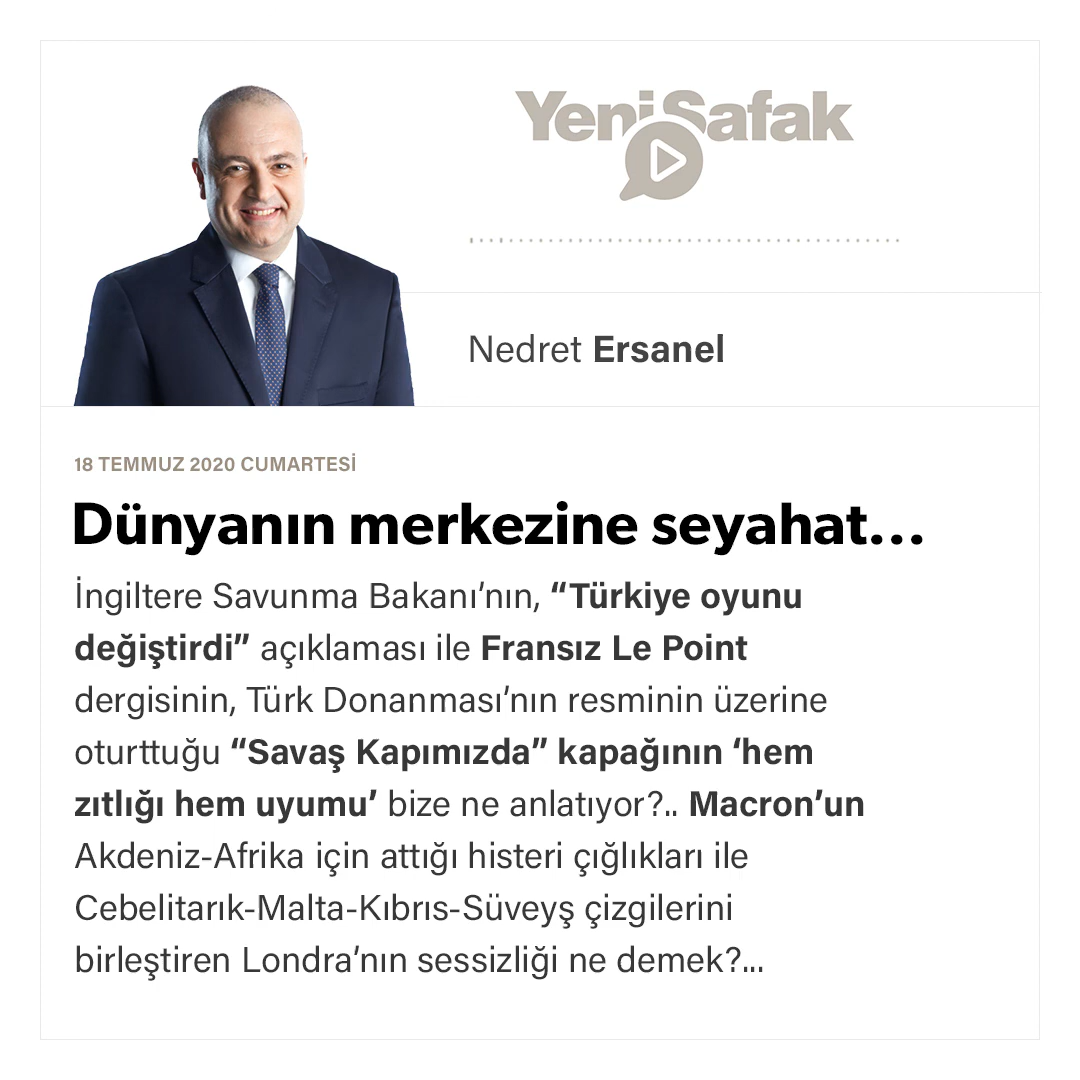 YeniSafak
Nedret Ersanel
18 TEMMUZ 2020 CUMARTESİ
Dünyanın merkezine seyahat...
İngiltere Savunma Bakanı’nın, “Türkiye oyunu
değiştirdi” açıklaması ile Fransız Le Point
dergisinin, Türk Donanması’nın resminin üzerine
oturttuğu “Savaş Kapımızda” kapağının ‘hem
zıtlığı hem uyumu’ bize ne anlatıyor?.. Macron’un
Akdeniz-Afrika için attığı histeri çığlıkları ile
Cebelitarık-Malta-Kıbrıs-Süveyş çizgilerini
birleştiren Londra’nın sessizliği ne demek?...